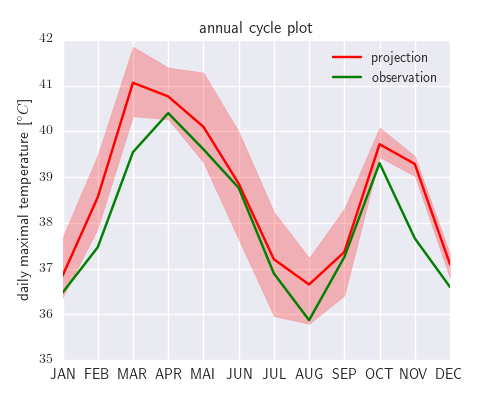 annual cycle plot
projection
observation
daily maximal temperature [°C]
42
41
40
39
38
37
36
35
JAN FEB MAR APR MAI JUN JUL AUG SEP OCT NOV DEC